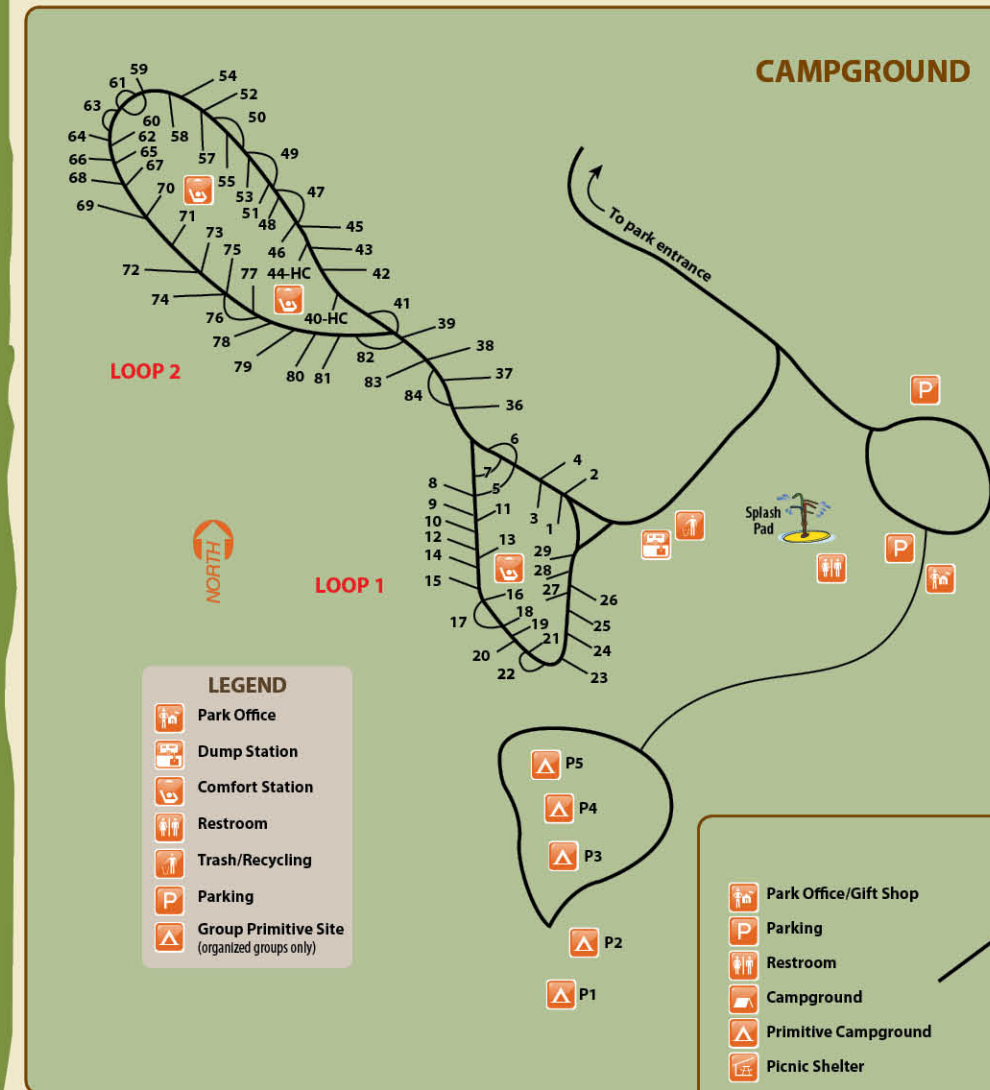 CAMPGROUND
59
61
54
52
63
50
60
64
62
58
49
66
65
57
68
67
55
53
47
70
51
69
48
71
45
46
43
73
75
72
77
44-HC
42
74
41
76
40-HC
39
78
82
38
79
80
81
83
37
84
36
LOOP 2
To park entrance
P
6
4
7
2
8
5
9
11
3
10
1
12
13
14
29
28
15
27
16
26
17
18
25
19
20
21
24
22
23
LOOP 1
NORTH
Splash
Pad
P
LEGEND
Park Office
Dump Station
Comfort Station
Restroom
Trash/Recycling
P
Parking
Group Primitive Site
(organized groups only)
P5
P4
P3
P2
P1
Park Office/Gift Shop
P
Parking
Restroom
Campground
Primitive Campground
Picnic Shelter